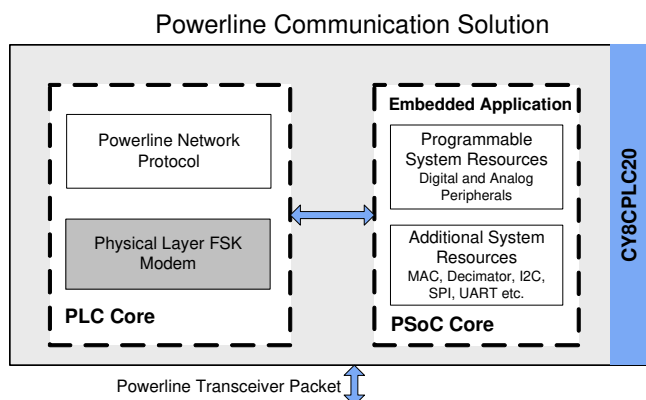 Powerline Communication Solution
Powerline Network
Protocol
Physical Layer FSK
Modem
PLC Core
Embedded Application
Programmable
System Resources
Digital and Analog
Peripherals
Additional System
Resources
MAC, Decimator, I2C,
SPI, UART etc.
PSoC Core
CY8CPLC20
Powerline Transceiver Packet